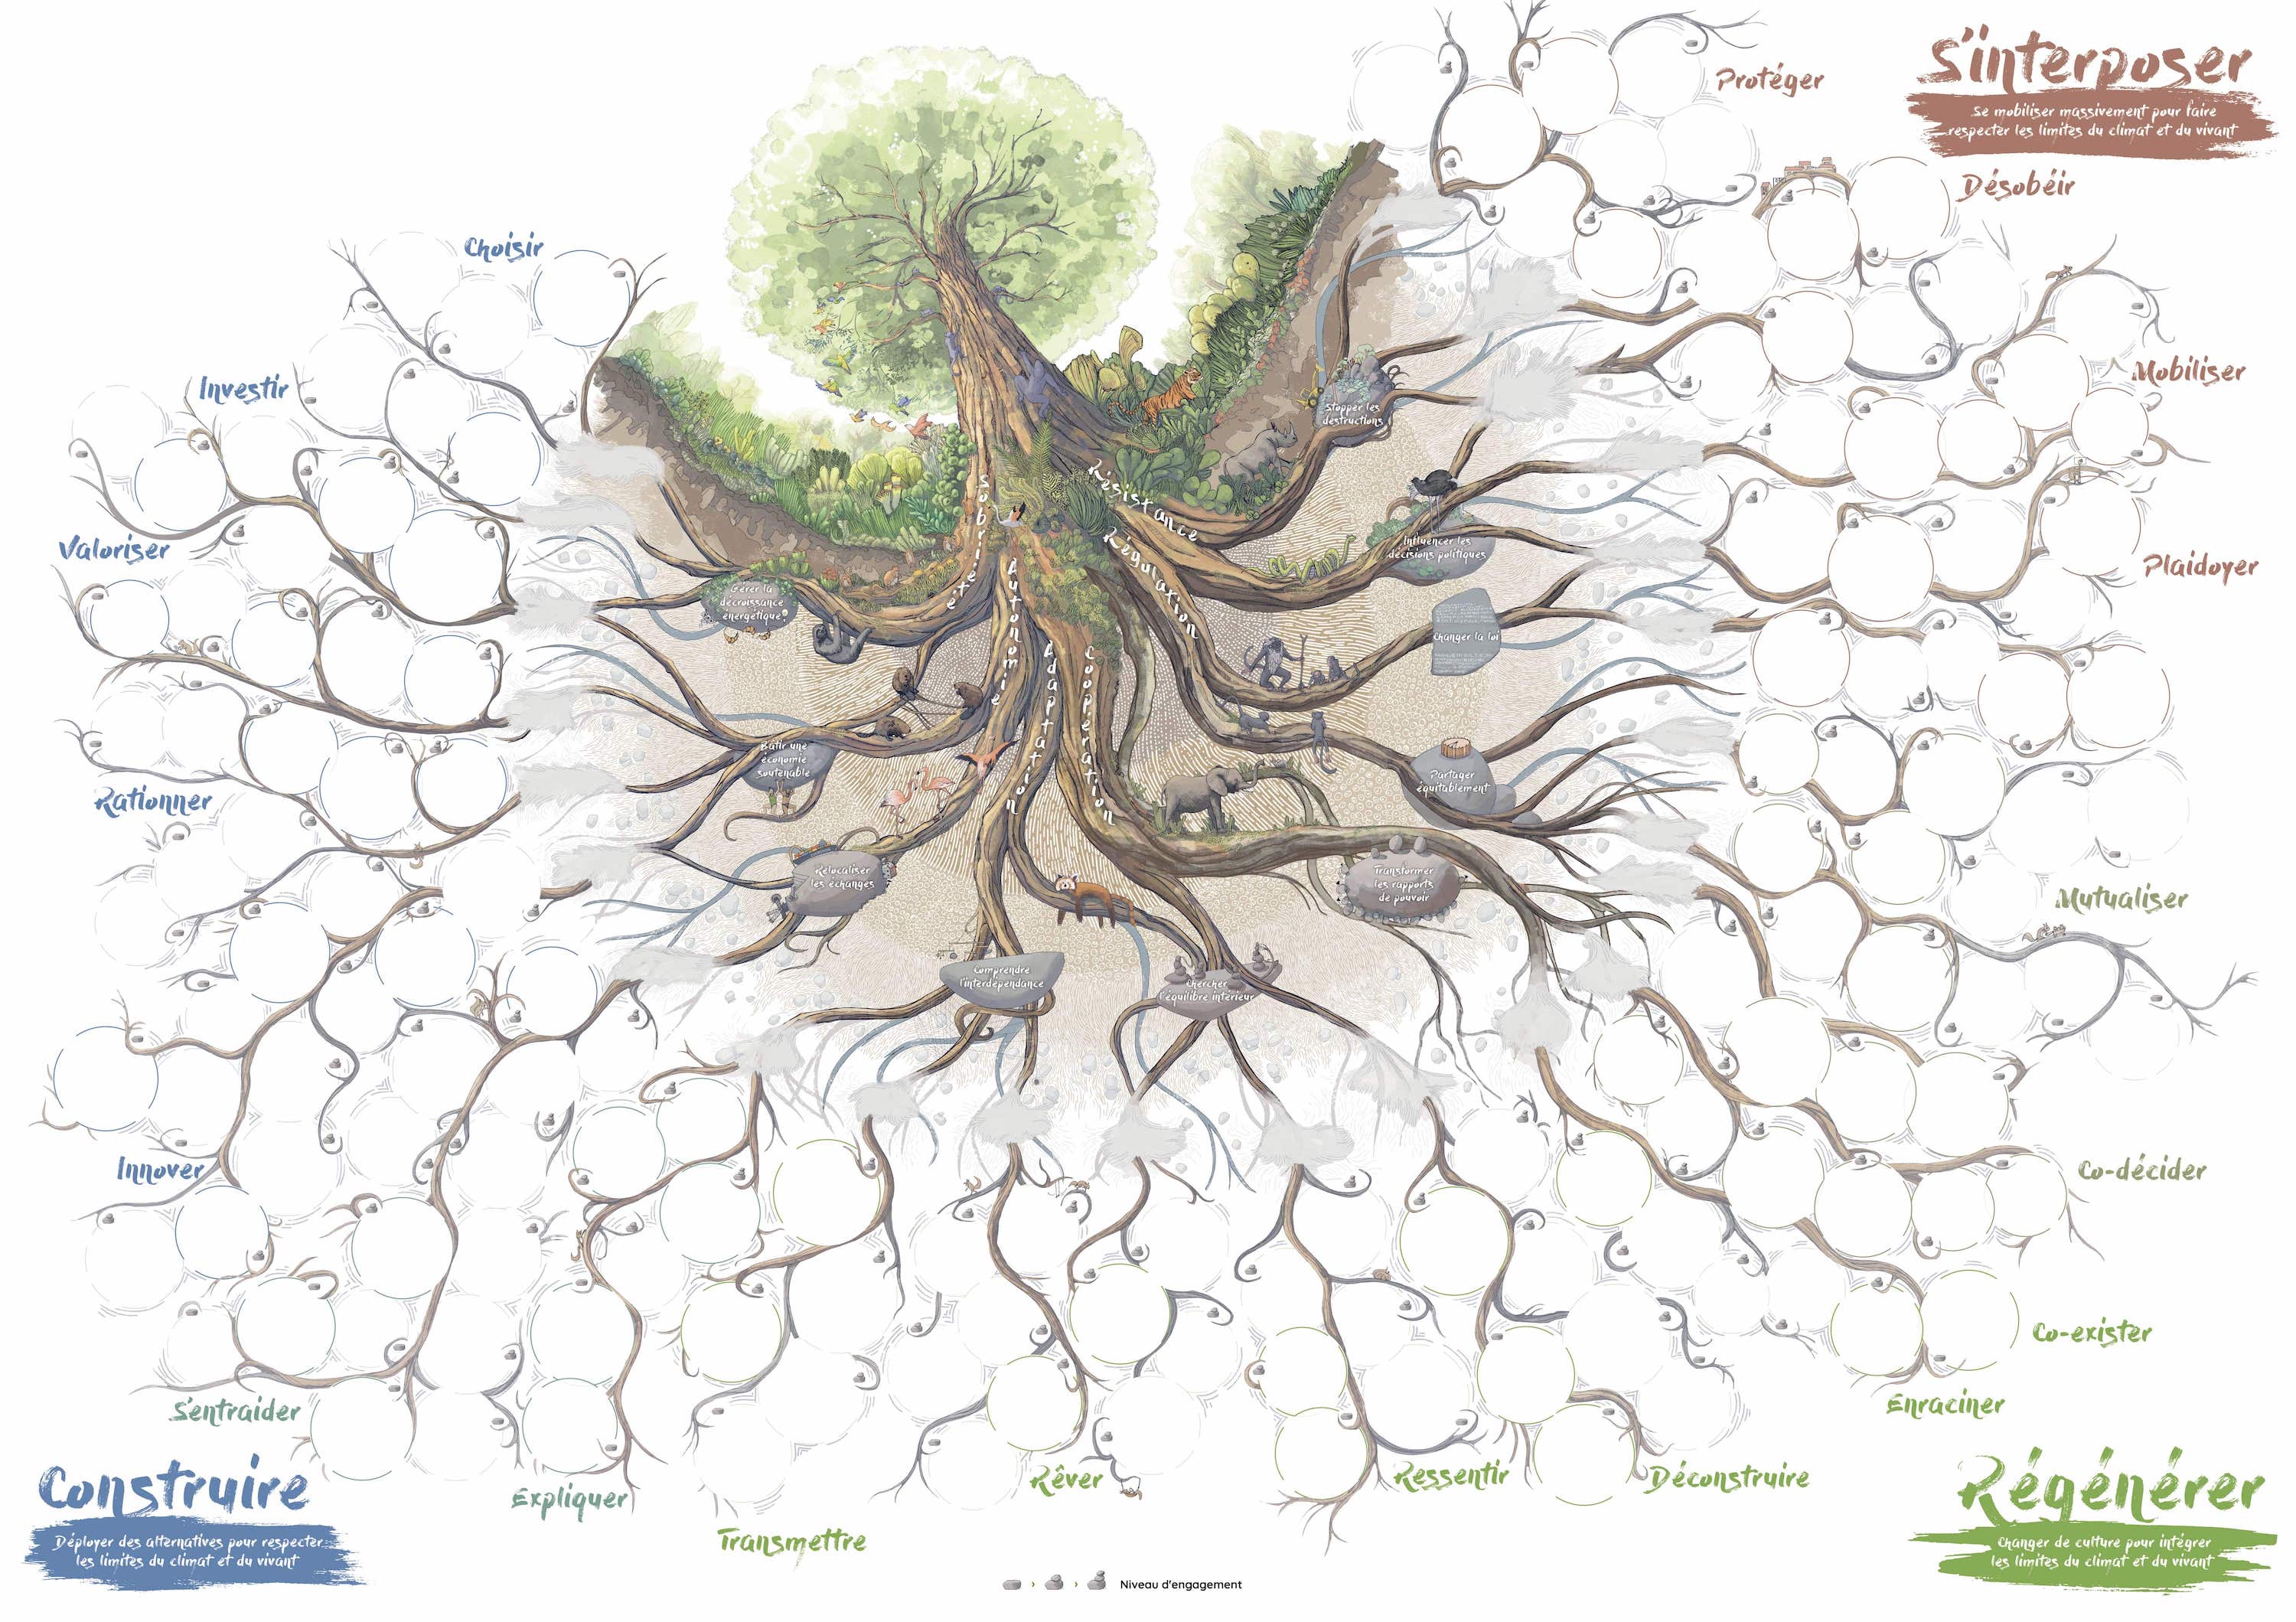 S'interposer
Se mobiliser massivement pour faire
respecter les limites du climat et du vivant
Protéger
Désobéir
Mobiliser
Plaidoyer
Mutualiser
Co-décider
Co-exister
Enraciner
Régénérer
Changer de culture pour intégrer
les limites du climat et du vivant
Déconstruire
Ressentir
Rêver
Transmettre
Expliquer
Construire
Déployer des alternatives pour respecter
les limites du climat et du vivant
S'entraider
Innover
Rationner
Valoriser
Investir
Choisir
Sobriété
Autonomie
Adaptation
Coopération
Régulation
Résistance
Stopper les
destructions
Influencer les
décisions politiques
Changer la loi
Partager
équitablement
Transformer
les rapports
de pouvoir
Chercher
l'équilibre intérieur
Comprendre
l'interdépendance
Relocaliser
les échanges
Bâtir une
économie
soutenable
Gérer la
décroissance
énergétique
Niveau d'engagement